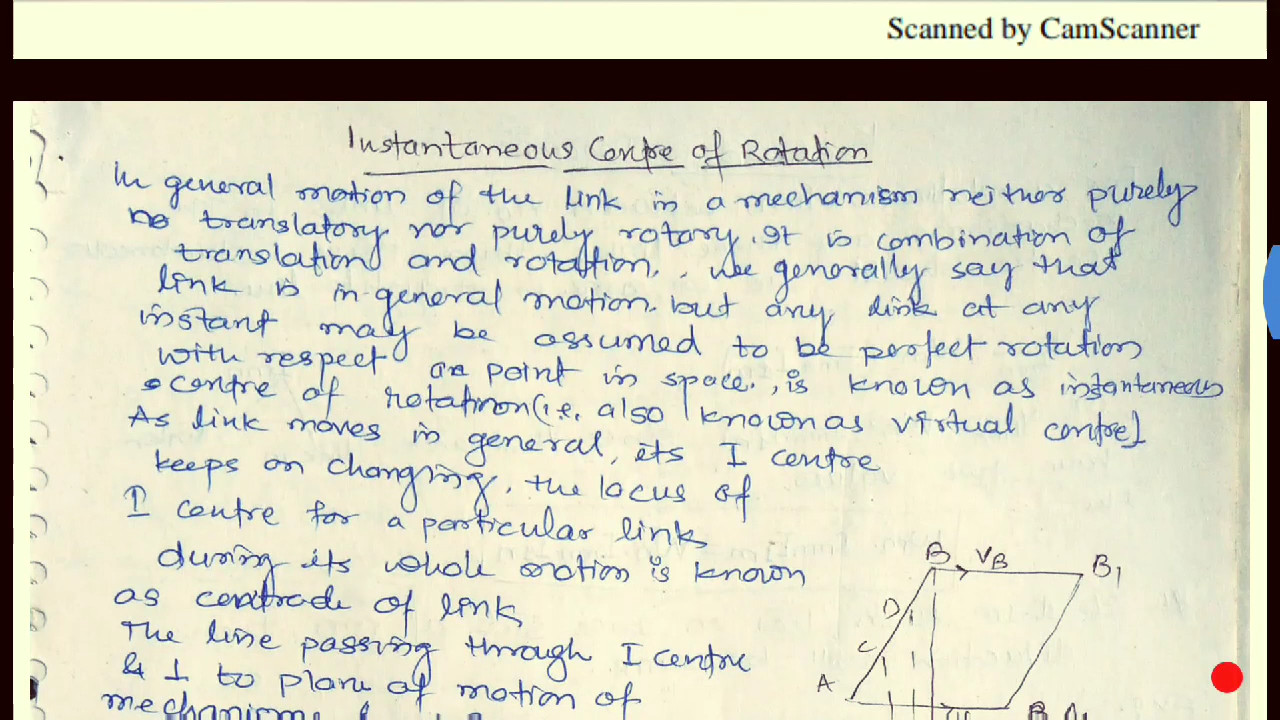 Scanned by CamScanner
Instantaneous Centre of Rotation
In general motion of the link in a mechanism neither purely
translatory nor purely rotary. It is combination of
translation and rotation. we generally say that
link is in general motion. but any link at any
instant may be assumed to be perfect rotation
with respect a point in space, is known as instantaneous
centre of rotation (i.e. also known as virtual centre]
As link moves in general, its I centre
keeps on changing. the locus of
I centre for a particular links
during its whole motion is known
as centrode of link
The line passing through I centre
& ⊥ to plane of motion of
mechanism
B VB B1
D
C
A